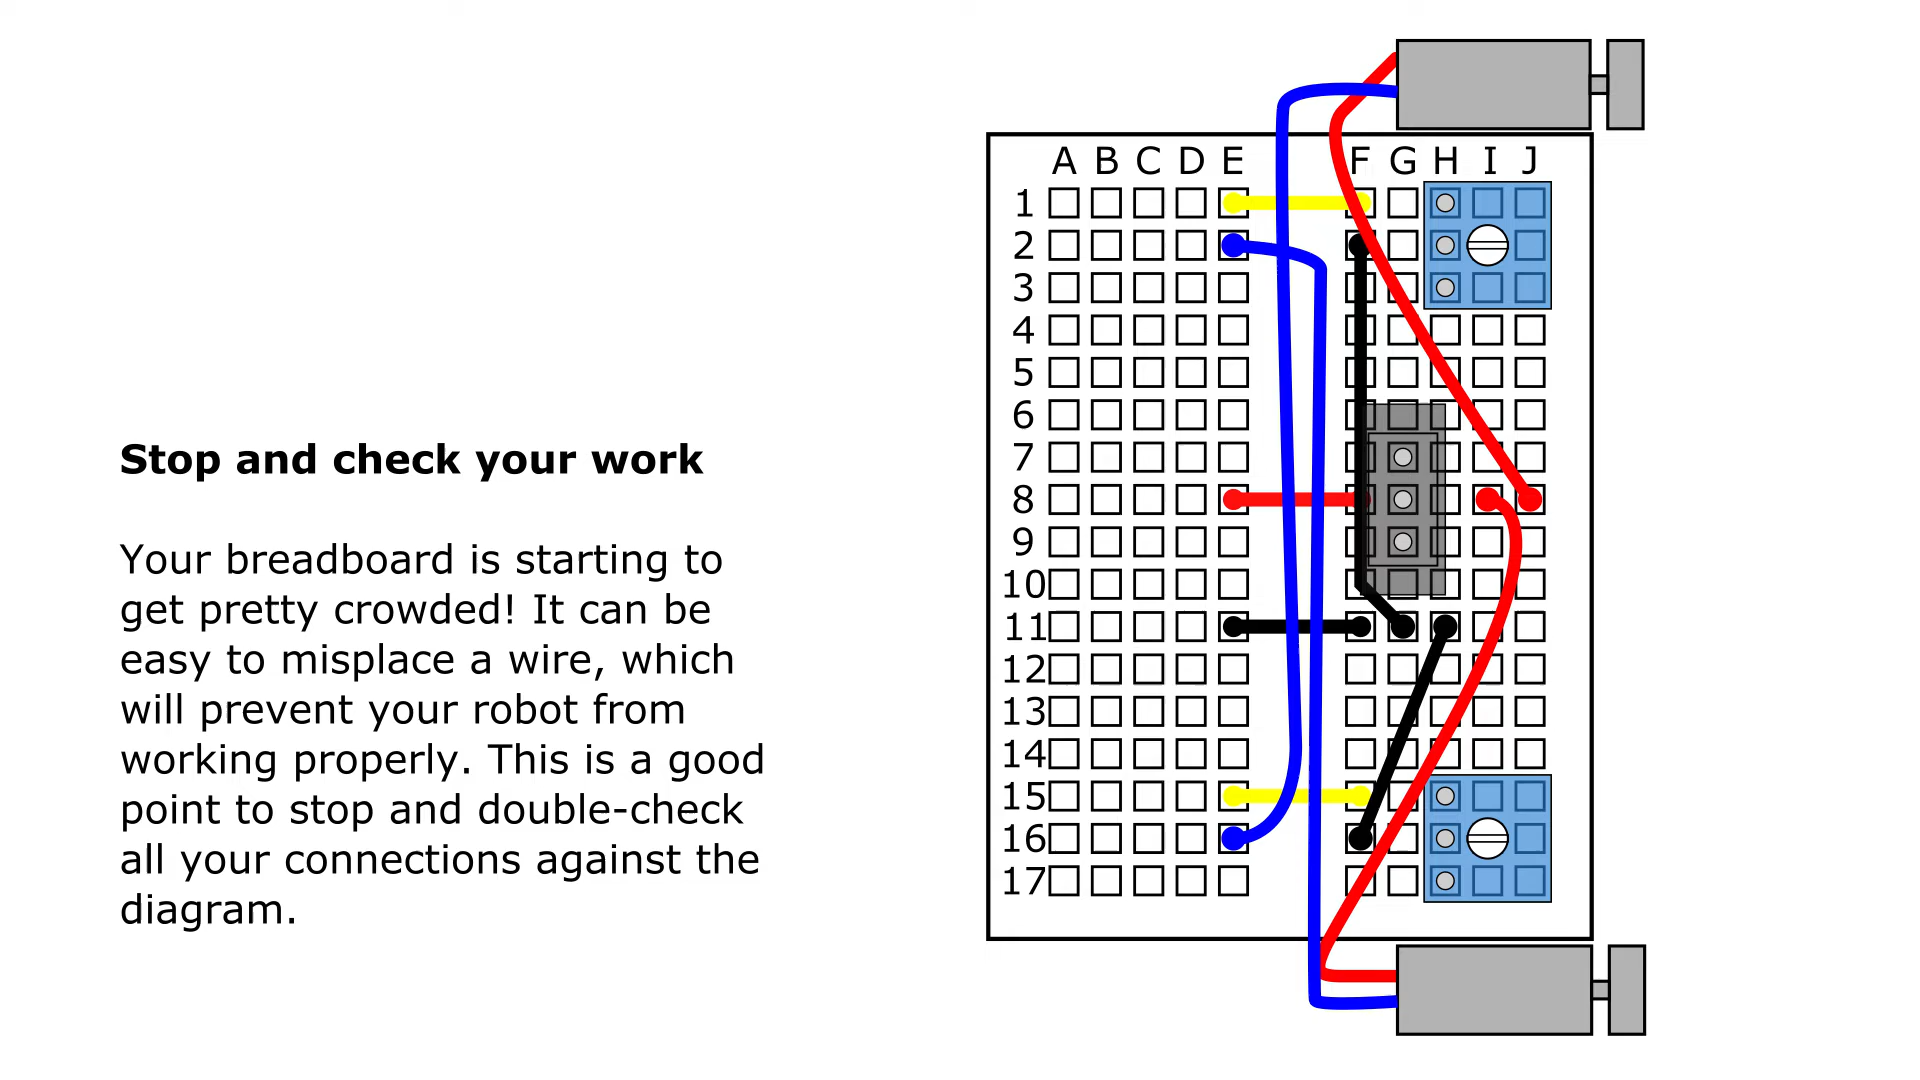 Stop and check your work
Your breadboard is starting to
get pretty crowded! It can be
easy to misplace a wire, which
will prevent your robot from
working properly. This is a good
point to stop and double-check
all your connections against the
diagram.
A B C D E F G H I J
1
2
3
4
5
6
7
8
9
10
11
12
13
14
15
16
17